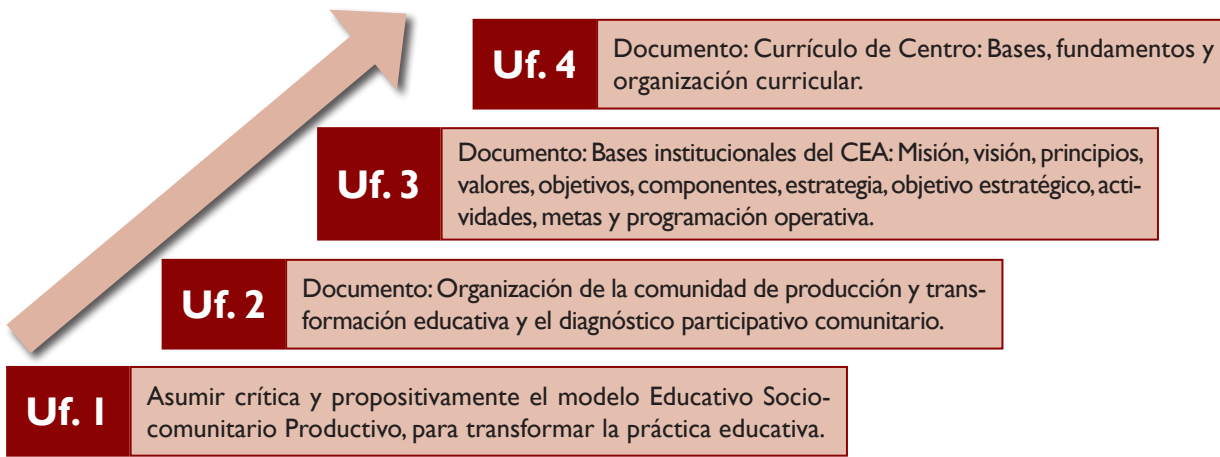 Uf. 4
Documento: Currículo de Centro: Bases, fundamentos y
organización curricular.
Uf. 3
Documento: Bases institucionales del CEA: Misión, visión, principios,
valores, objetivos, componentes, estrategia, objetivo estratégico, acti-
vidades, metas y programación operativa.
Uf. 2
Documento: Organización de la comunidad de producción y trans-
formación educativa y el diagnóstico participativo comunitario.
Uf. 1
Asumir crítica y propositivamente el modelo Educativo Socio-
comunitario Productivo, para transformar la práctica educativa.